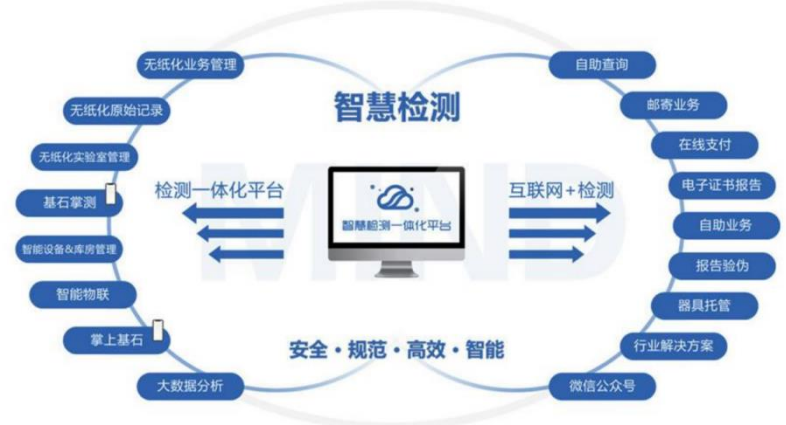 智慧检测
无纸化业务管理
无纸化原始记录
无纸化实验室管理
基石掌测
智能设备&库房管理
智能物联
掌上基石
大数据分析
检测一体化平台
智慧检测一体化平台
互联网+检测
自助查询
邮寄业务
在线支付
电子证书报告
自助业务
报告验伪
器具托管
行业解决方案
微信公众号
安全·规范·高效·智能
MIND